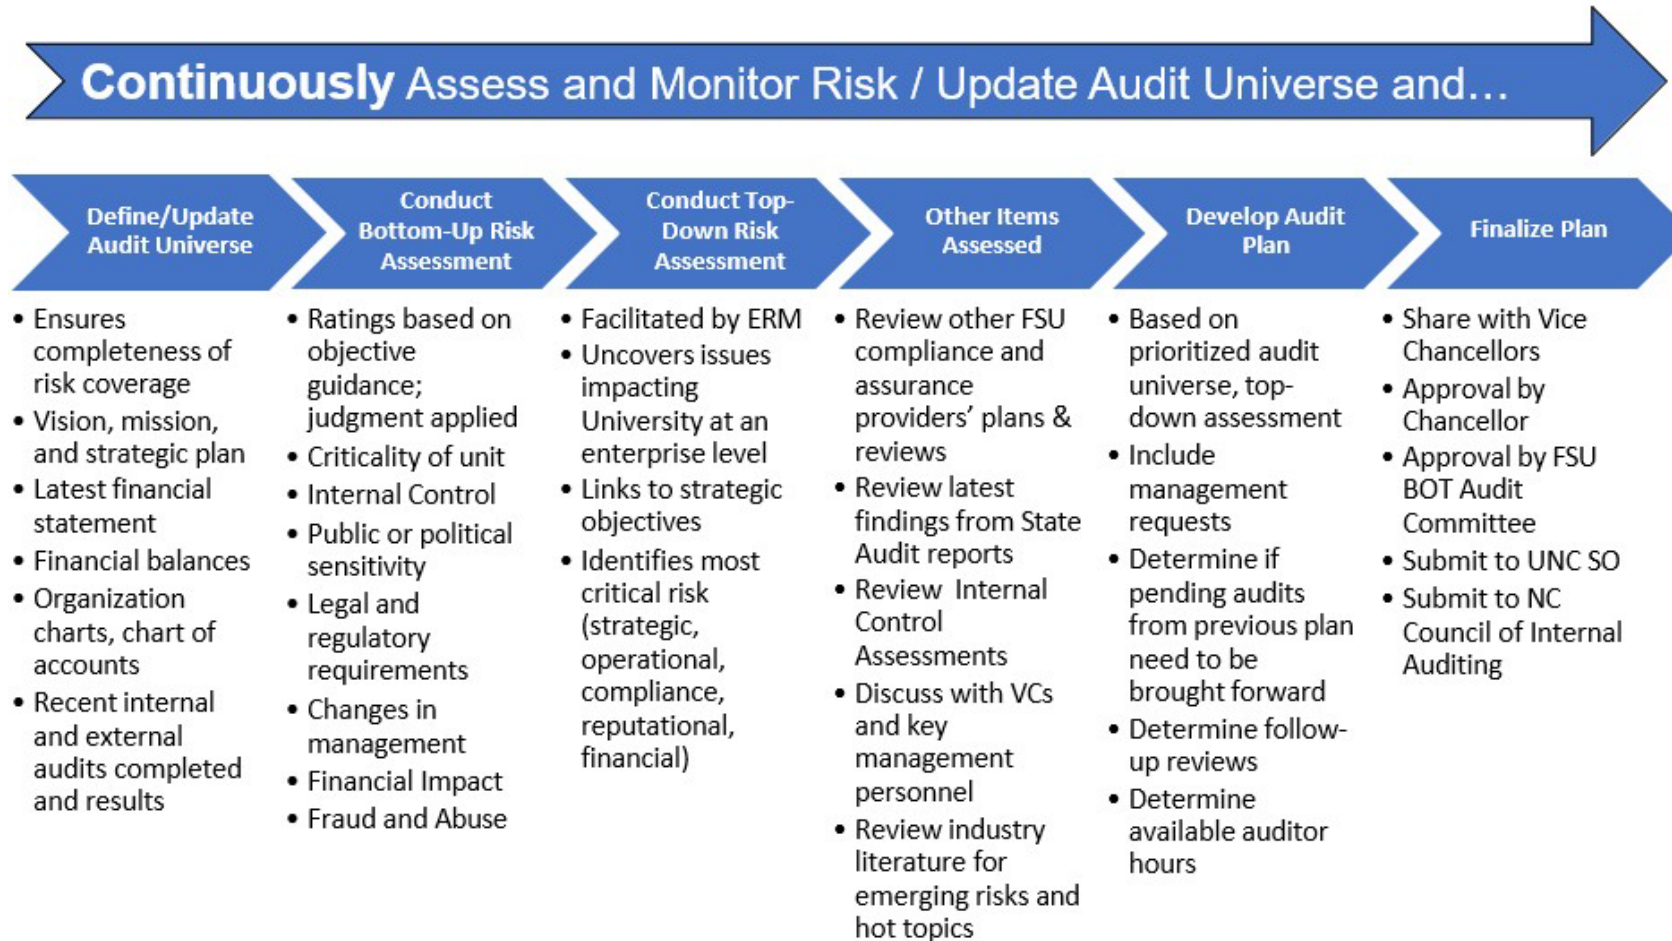 Continuously Assess and Monitor Risk / Update Audit Universe and...
Define/Update
Audit Universe
Conduct
Bottom-Up Risk
Assessment
Conduct Top-
Down Risk
Assessment
Other Items
Assessed
Develop Audit
Plan
Finalize Plan
• Ensures
completeness of
risk coverage
• Vision, mission,
and strategic plan
• Latest financial
statement
• Financial balances
• Organization
charts, chart of
accounts
• Recent internal
and external
audits completed
and results
• Ratings based on
objective
guidance;
judgment applied
• Criticality of unit
• Internal Control
• Public or political
sensitivity
• Legal and
regulatory
requirements
• Changes in
management
• Financial Impact
• Fraud and Abuse
• Facilitated by ERM
• Uncovers issues
impacting
University at an
enterprise level
• Links to strategic
objectives
• Identifies most
critical risk
(strategic,
operational,
compliance,
reputational,
financial)
• Review other FSU
compliance and
assurance
providers’ plans &
reviews
• Review latest
findings from State
Audit reports
• Review Internal
Control
Assessments
• Discuss with VCs
and key
management
personnel
• Review industry
literature for
emerging risks and
hot topics
• Based on
prioritized audit
universe, top-
down assessment
• Include
management
requests
• Determine if
pending audits
from previous plan
need to be
brought forward
• Determine follow-
up reviews
• Determine
available auditor
hours
• Share with Vice
Chancellors
• Approval by
Chancellor
• Approval by FSU
BOT Audit
Committee
• Submit to UNC SO
• Submit to NC
Council of Internal
Auditing